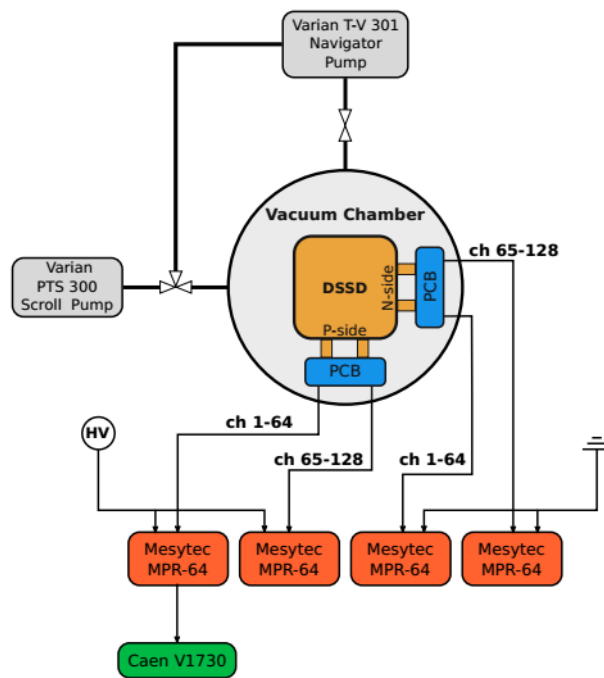 Varian T-V 301
Navigator
Pump
Vacuum Chamber
ch 65-128
Varian
PTS 300
Scroll Pump
DSSD
N-side
PCB
P-side
PCB
HV
ch 1-64
ch 65-128
ch 1-64
Mesytec
MPR-64
Mesytec
MPR-64
Mesytec
MPR-64
Mesytec
MPR-64
Caen V1730